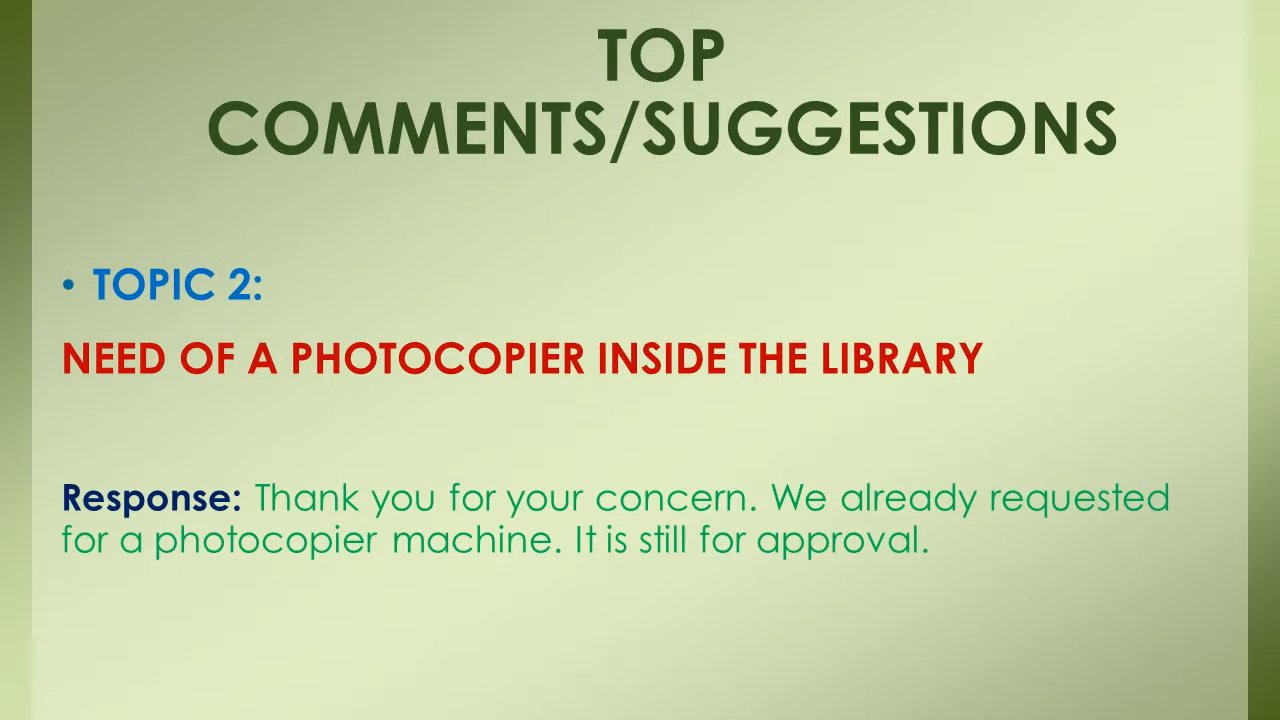 TOP
COMMENTS/SUGGESTIONS
• TOPIC 2:
NEED OF A PHOTOCOPIER INSIDE THE LIBRARY
Response: Thank you for your concern. We already requested
for a photocopier machine. It is still for approval.